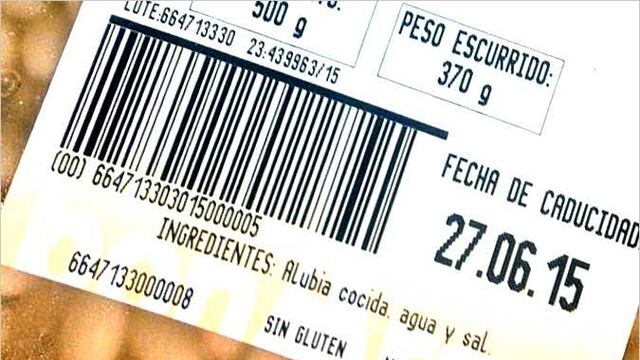 500 g
PESO ESCURRIDO:
370 g
LOTE:664713330 23:439963/15
(00) 664713303015000005
FECHA DE CADUCIDAD
27.06.15
INGREDIENTES: Alubia cocida, agua y sal.
6647133000008
SIN GLUTEN